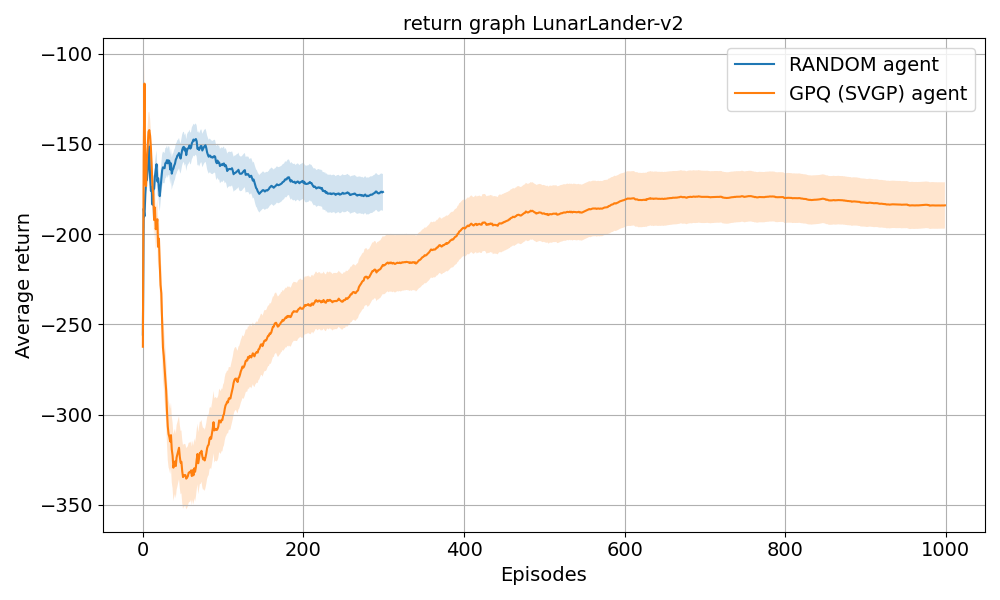 return graph LunarLander-v2
RANDOM agent
GPQ (SVGP) agent
Average return
−100
−150
−200
−250
−300
−350
0 200 400 600 800 1000
Episodes